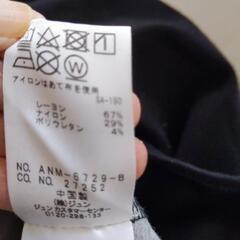 アイロンはあて布を使用
SA-190
レーヨン 67%
ナイロン 29%
ポリウレタン 4%
NO. ANM-6729-B
CO. NO. 27252
中国製
(株)ジュン
ジュンカスタマーセンター
0120-298-133